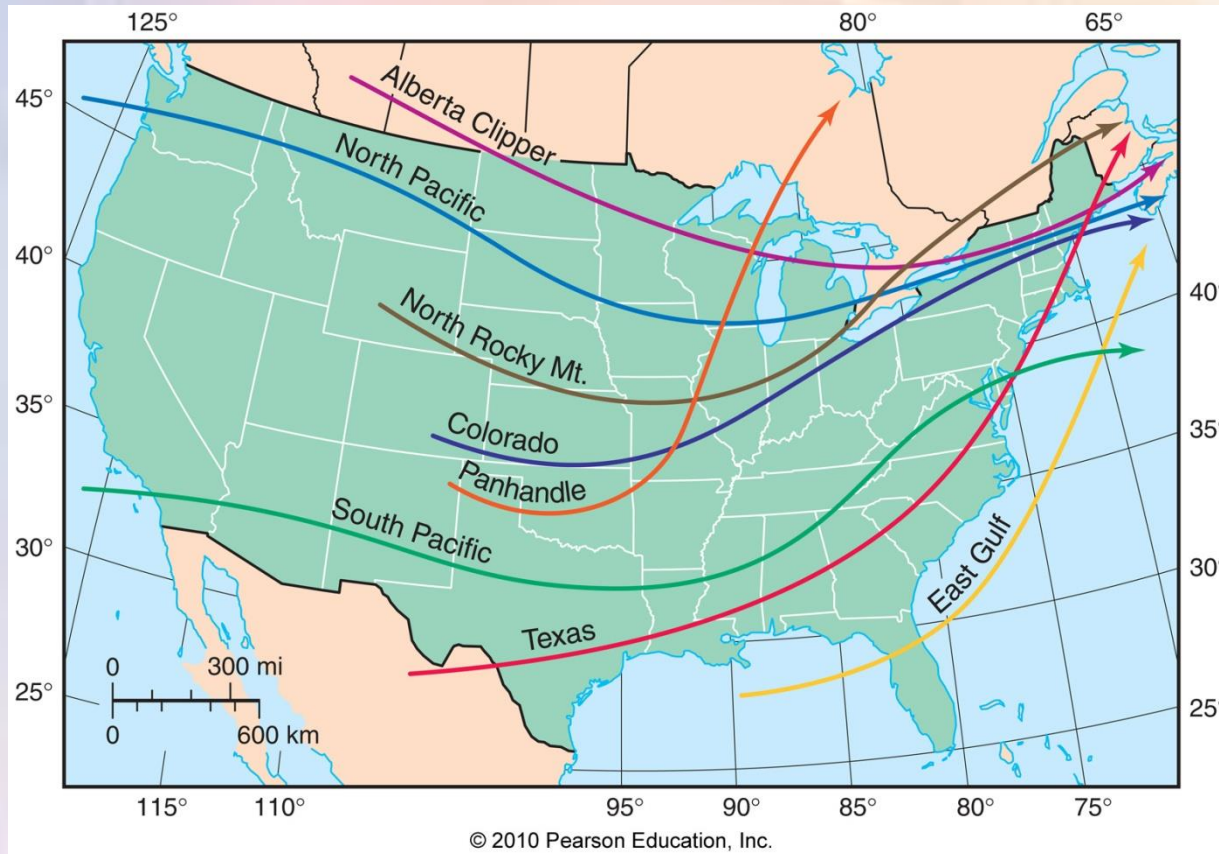 125°
80°
65°
45°
40°
35°
30°
25°
Alberta Clipper
North Pacific
North Rocky Mt.
Colorado
Panhandle
South Pacific
Texas
East Gulf
40°
35°
30°
25°
0 300 mi
0 600 km
115°
110°
95°
90°
85°
80°
75°
© 2010 Pearson Education, Inc.